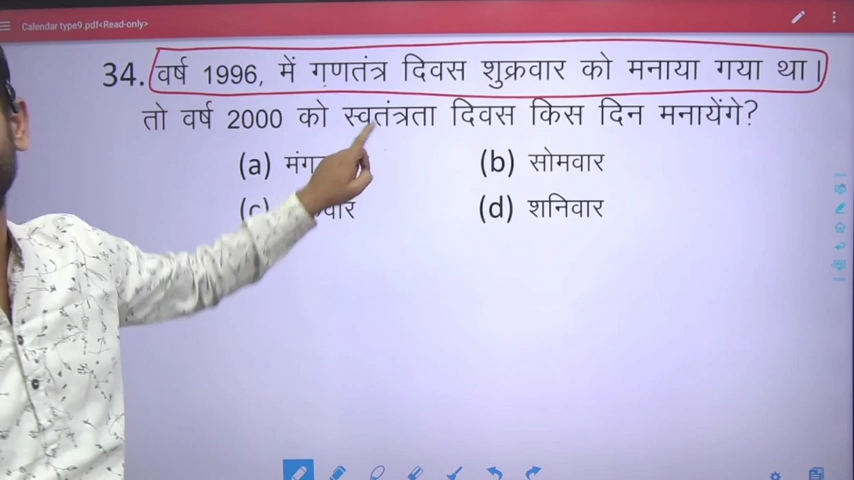 Calendar type9.pdf<Read-only>
34. वर्ष 1996, में गणतंत्र दिवस शुक्रवार को मनाया गया था।
तो वर्ष 2000 को स्वतंत्रता दिवस किस दिन मनायेंगे?
(a) (b) सोमवार
(d) शनिवार